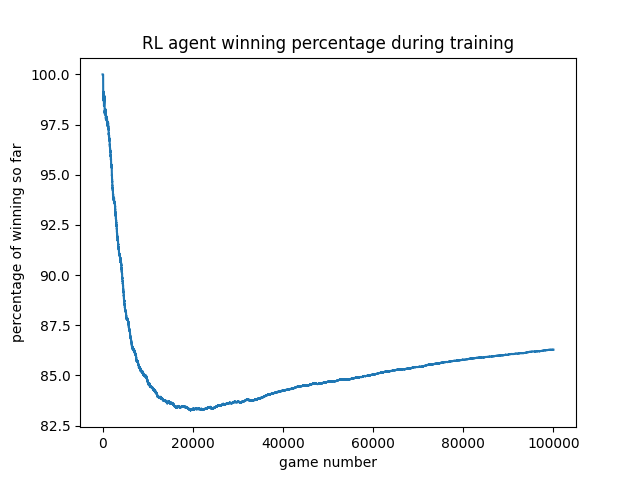 RL agent winning percentage during training
100.0
97.5
95.0
92.5
90.0
87.5
85.0
82.5
percentage of winning so far
0 20000 40000 60000 80000 100000
game number